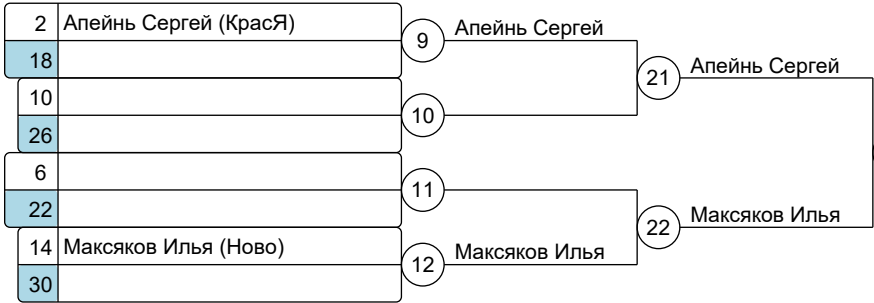 2 Апейнь Сергей (КрасЯ)
9 Апейнь Сергей
18
21 Апейнь Сергей
10
10
26
6
11
22
22 Максяков Илья
14 Максяков Илья (Ново)
12 Максяков Илья
30